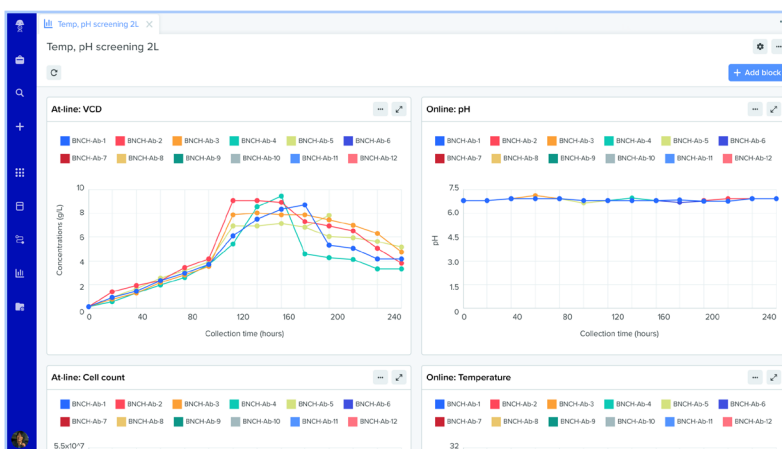 Temp, pH screening 2L
Temp, pH screening 2L
+ Add block
At-line: VCD
BNCH-Ab-1 BNCH-Ab-2 BNCH-Ab-3 BNCH-Ab-4 BNCH-Ab-5 BNCH-Ab-6
BNCH-Ab-7 BNCH-Ab-8 BNCH-Ab-9 BNCH-Ab-10 BNCH-Ab-11 BNCH-Ab-12
Concentrations (g/L)
10
8
6
4
2
0
0 40 80 120 160 200 240
Collection time (hours)
Online: pH
BNCH-Ab-1 BNCH-Ab-2 BNCH-Ab-3 BNCH-Ab-4 BNCH-Ab-5 BNCH-Ab-6
BNCH-Ab-7 BNCH-Ab-8 BNCH-Ab-9 BNCH-Ab-10 BNCH-Ab-11 BNCH-Ab-12
pH
7.5
6.0
4.5
3.0
1.5
0
0 40 80 120 160 200 240
Collection time (hours)
At-line: Cell count
BNCH-Ab-1 BNCH-Ab-2 BNCH-Ab-3 BNCH-Ab-4 BNCH-Ab-5 BNCH-Ab-6
BNCH-Ab-7 BNCH-Ab-8 BNCH-Ab-9 BNCH-Ab-10 BNCH-Ab-11 BNCH-Ab-12
5.5x10^7
Online: Temperature
BNCH-Ab-1 BNCH-Ab-2 BNCH-Ab-3 BNCH-Ab-4 BNCH-Ab-5 BNCH-Ab-6
BNCH-Ab-7 BNCH-Ab-8 BNCH-Ab-9 BNCH-Ab-10 BNCH-Ab-11 BNCH-Ab-12
32